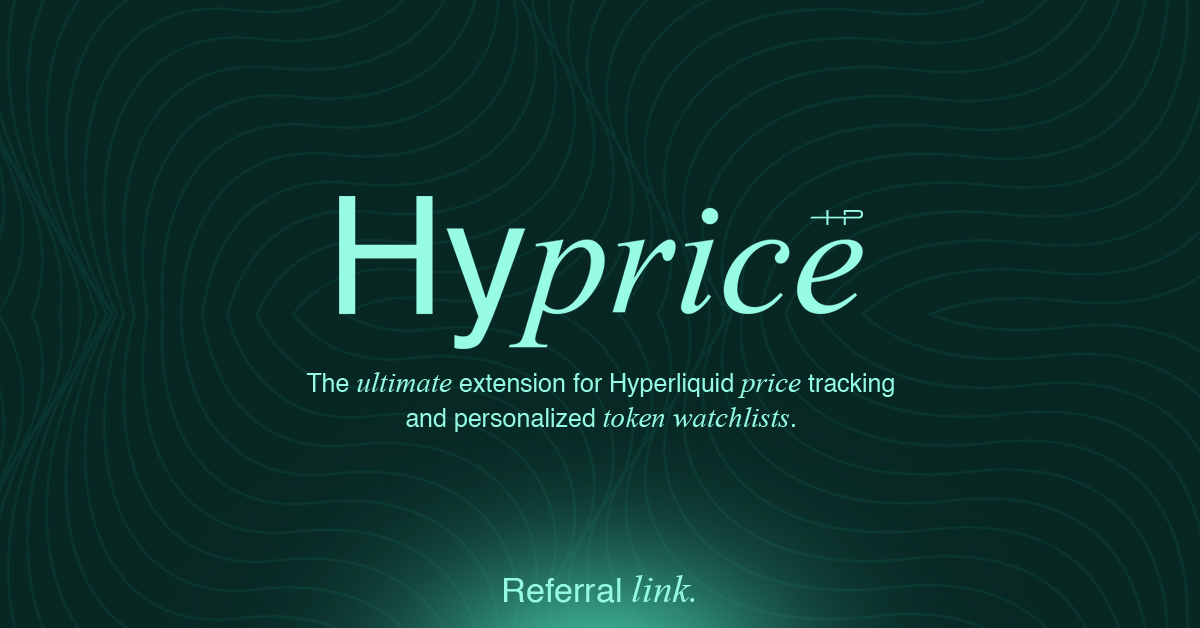 Hyprice
The ultimate extension for Hyperliquid price tracking
and personalized token watchlists.
Referral link.